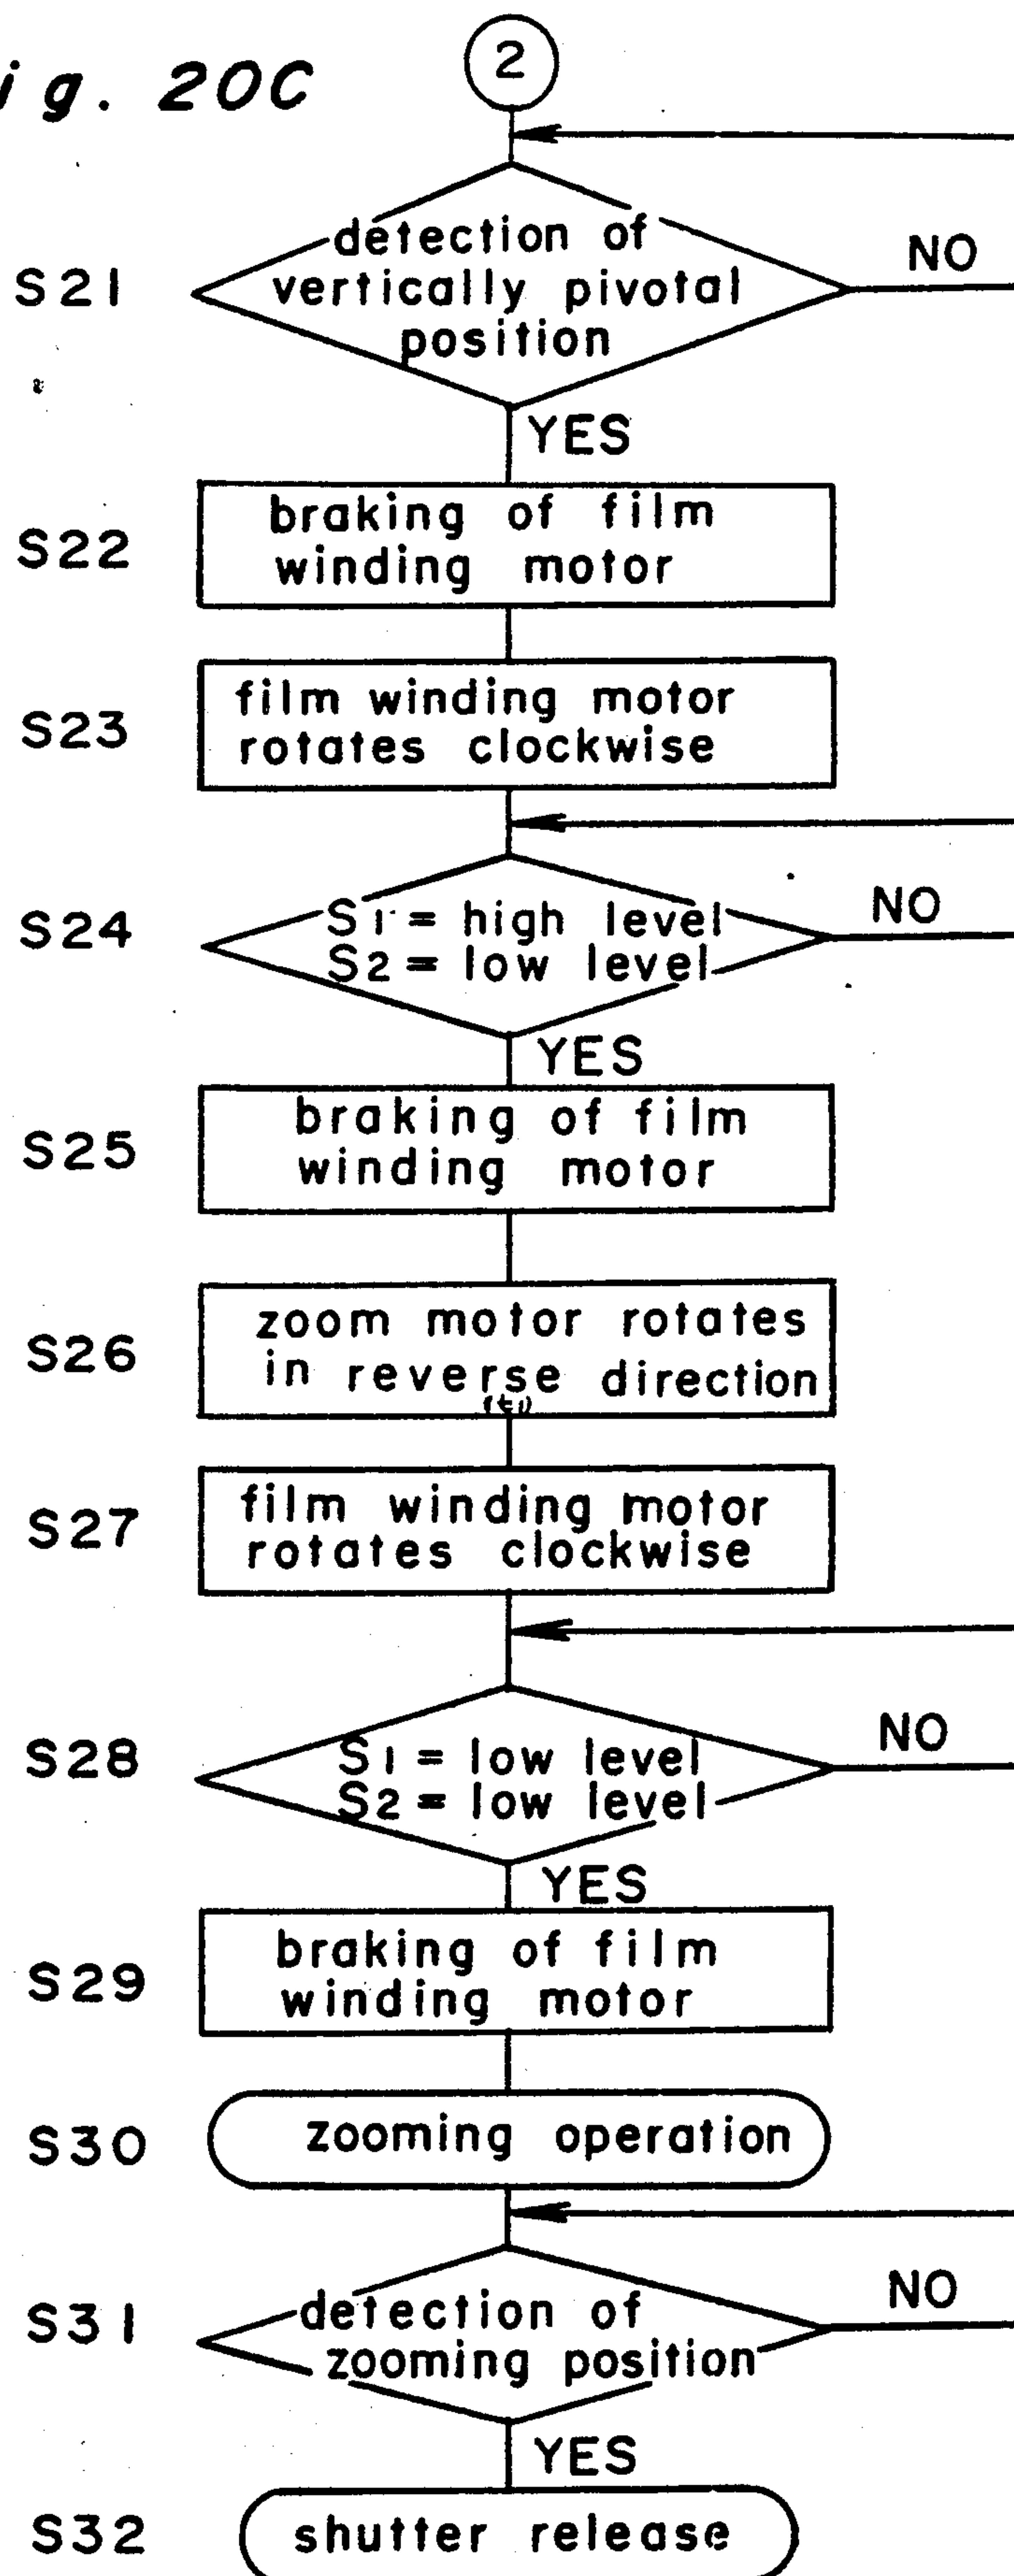 ig. 20C
2
S21
detection of
vertically pivotal
position
NO
YES
S22
braking of film
winding motor
S23
film winding motor
rotates clockwise
S24
S1 = high level
S2 = low level
NO
YES
S25
braking of film
winding motor
S26
zoom motor rotates
in reverse direction
(t1)
S27
film winding motor
rotates clockwise
S28
S1 = low level
S2 = low level
NO
YES
S29
braking of film
winding motor
S30
zooming operation
S31
detection of
zooming position
NO
YES
S32
shutter release